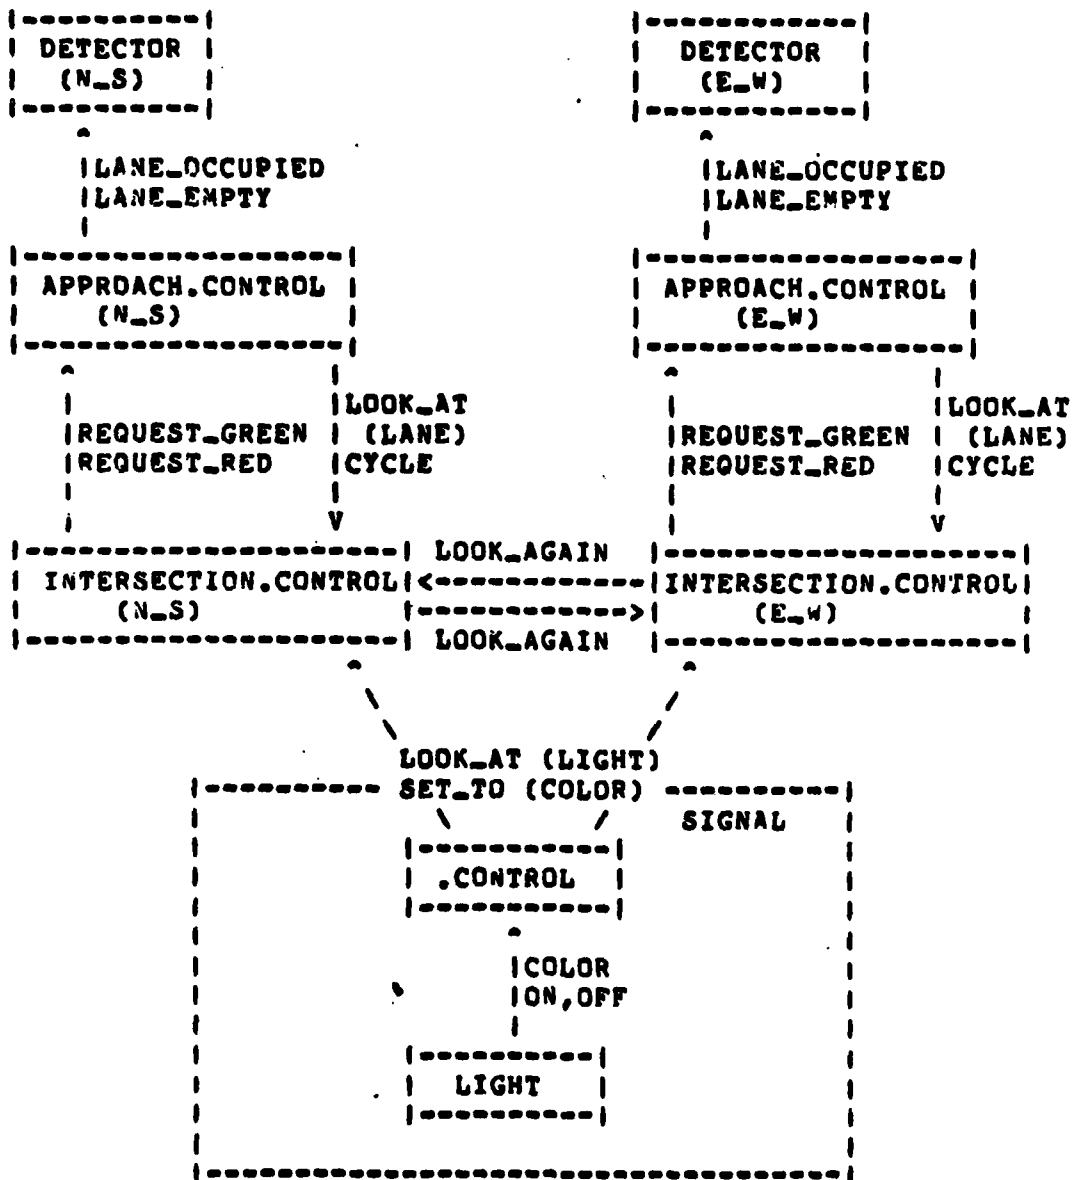 DETECTOR
(N_S)
DETECTOR
(E_W)
LANE_OCCUPIED
LANE_EMPTY
LANE_OCCUPIED
LANE_EMPTY
APPROACH.CONTROL
(N_S)
APPROACH.CONTROL
(E_W)
REQUEST_GREEN
REQUEST_RED
LOOK_AT
(LANE)
CYCLE
REQUEST_GREEN
REQUEST_RED
LOOK_AT
(LANE)
CYCLE
INTERSECTION.CONTROL
(N_S)
LOOK_AGAIN
LOOK_AGAIN
INTERSECTION.CONTROL
(E_W)
LOOK_AT (LIGHT)
SET_TO (COLOR)
SIGNAL
.CONTROL
COLOR
ON,OFF
LIGHT